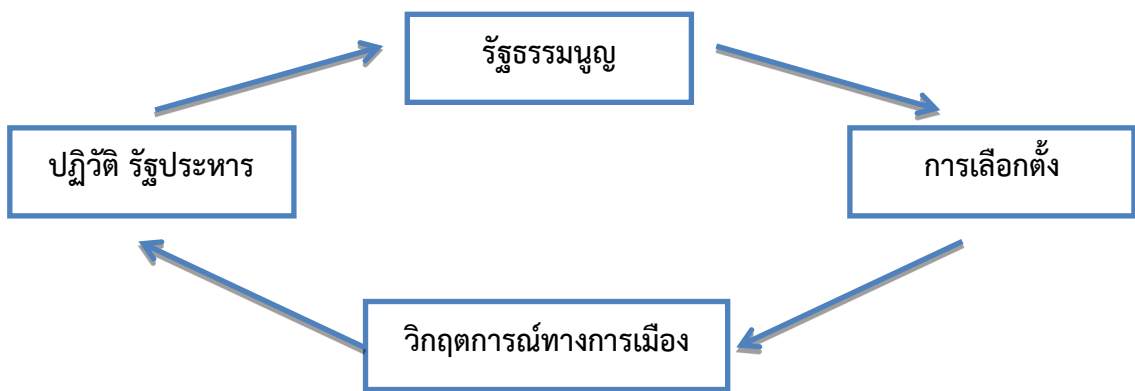 รัฐธรรมนูญ
ปฏิวัติ รัฐประหาร
การเลือกตั้ง
วิกฤตการณ์ทางการเมือง